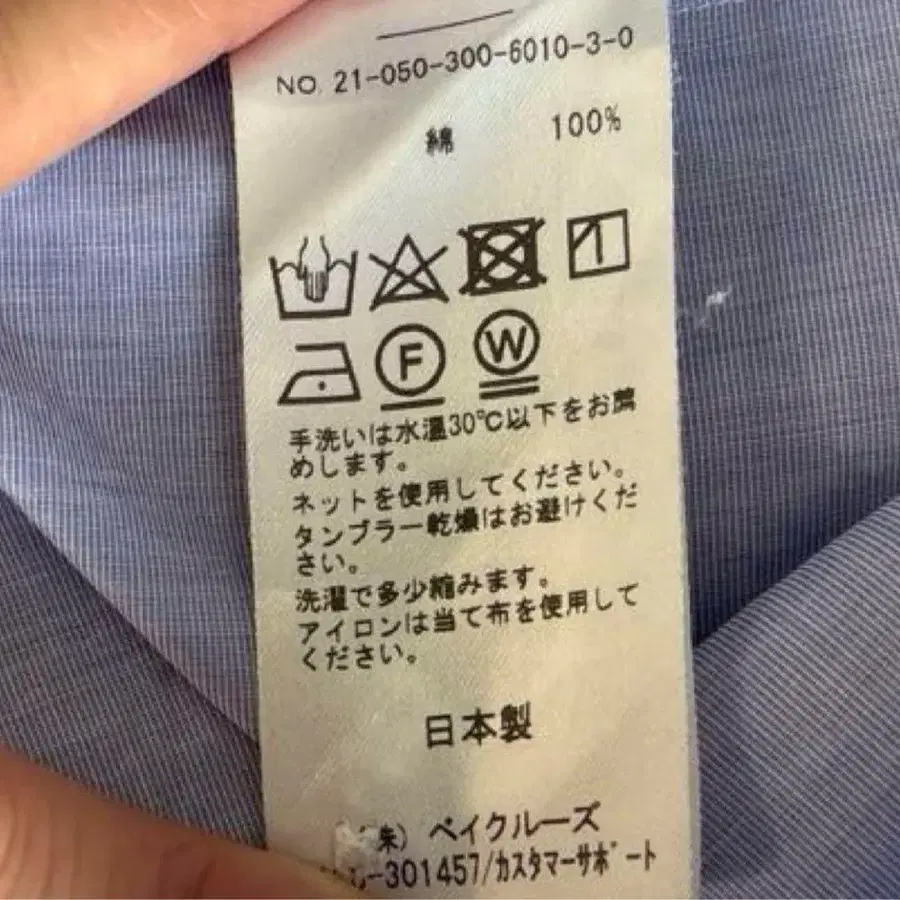 NO. 21-050-300-6010-3-0
綿 100%
F W
手洗いは水温30℃以下をお薦
めします。
ネットを使用してください。
タンブラー乾燥はお避けくだ
さい。
洗濯で多少縮みます。
アイロンは当て布を使用して
ください。
日本製
朱) ベイクルーズ
-301457/カスタマーサポート